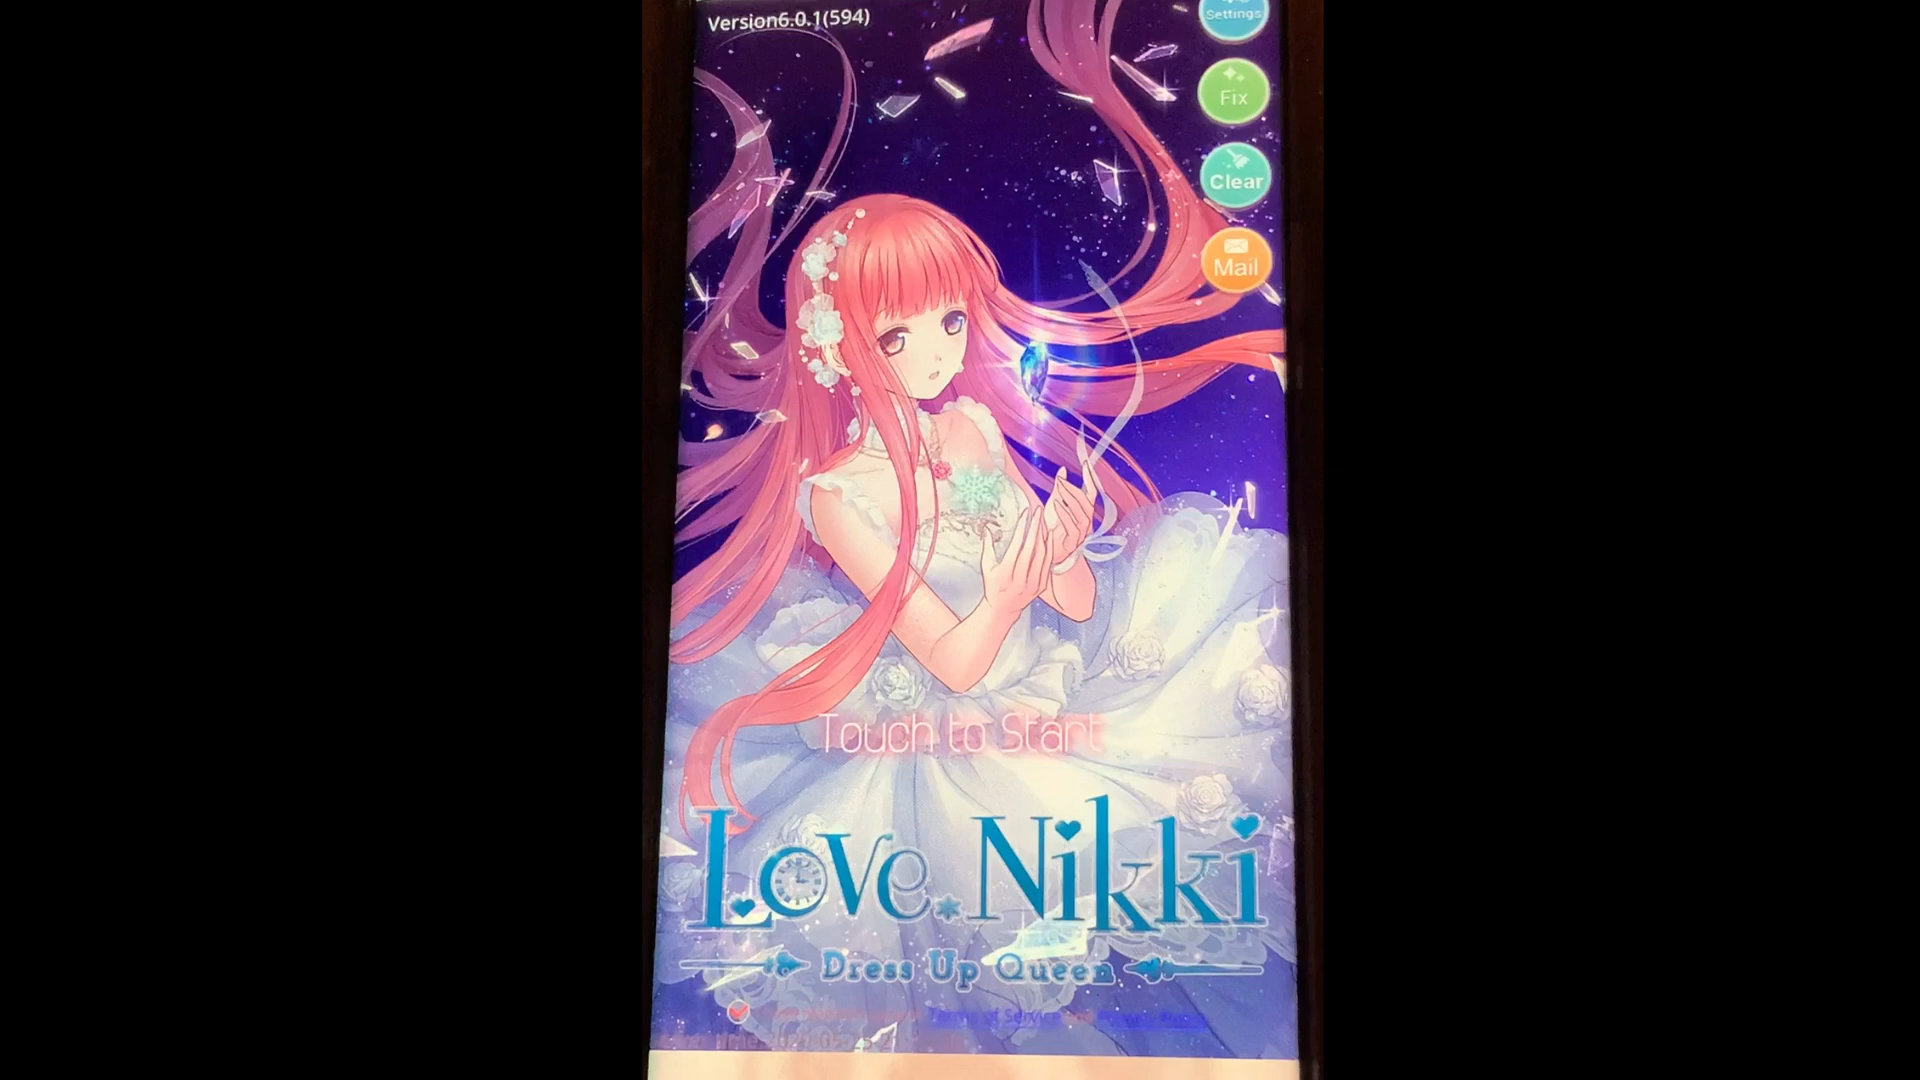 Version6.0.1(594)
Settings
Fix
Clear
Mail
Touch to Start
Love Nikki
Dress Up Queen
Terms of Service and